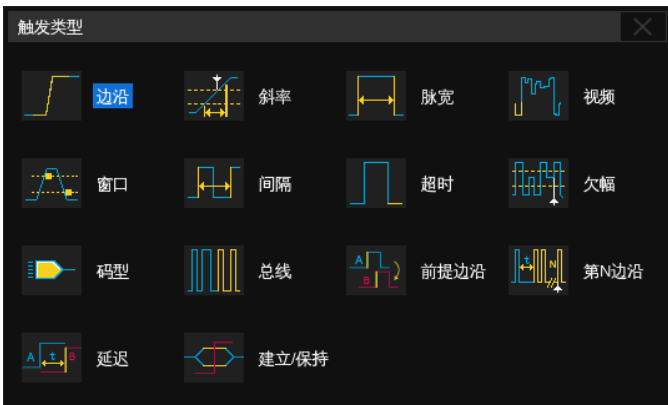 触发类型
边沿 斜率 脉宽 视频
窗口 间隔 超时 欠幅
码型 总线 A B 前提边沿 t N 第N边沿
A t B 延迟 建立/保持